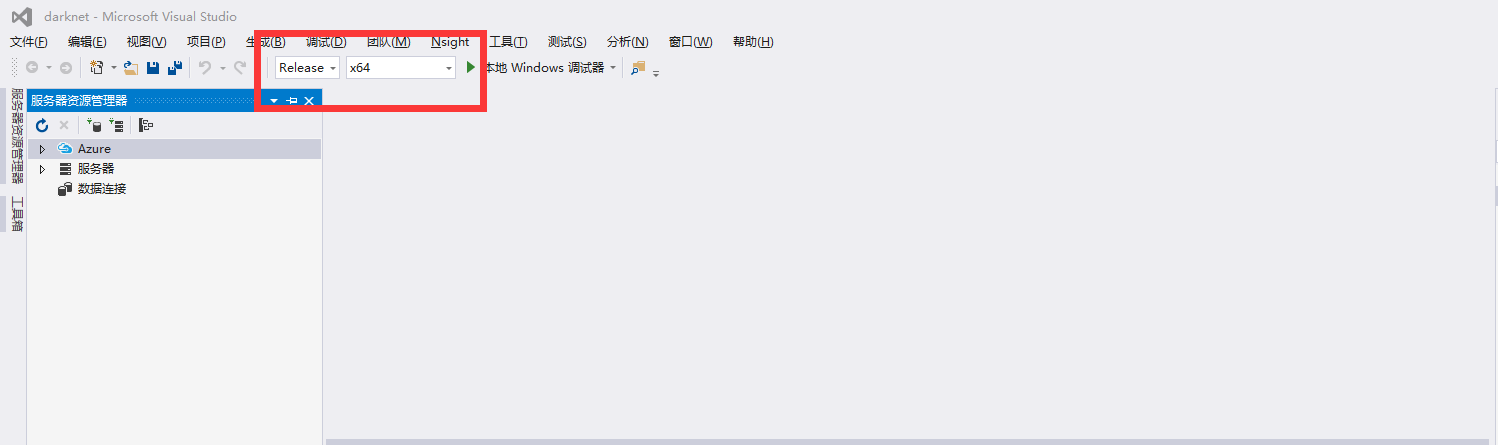 darknet - Microsoft Visual Studio
文件(F) 编辑(E) 视图(V) 项目(P) 生成(B) 调试(D) 团队(M) Nsight 工具(T) 测试(S) 分析(N) 窗口(W) 帮助(H)
Release x64 本地 Windows 调试器
服务器资源管理器
工具箱
服务器资源管理器
Azure
服务器
数据连接